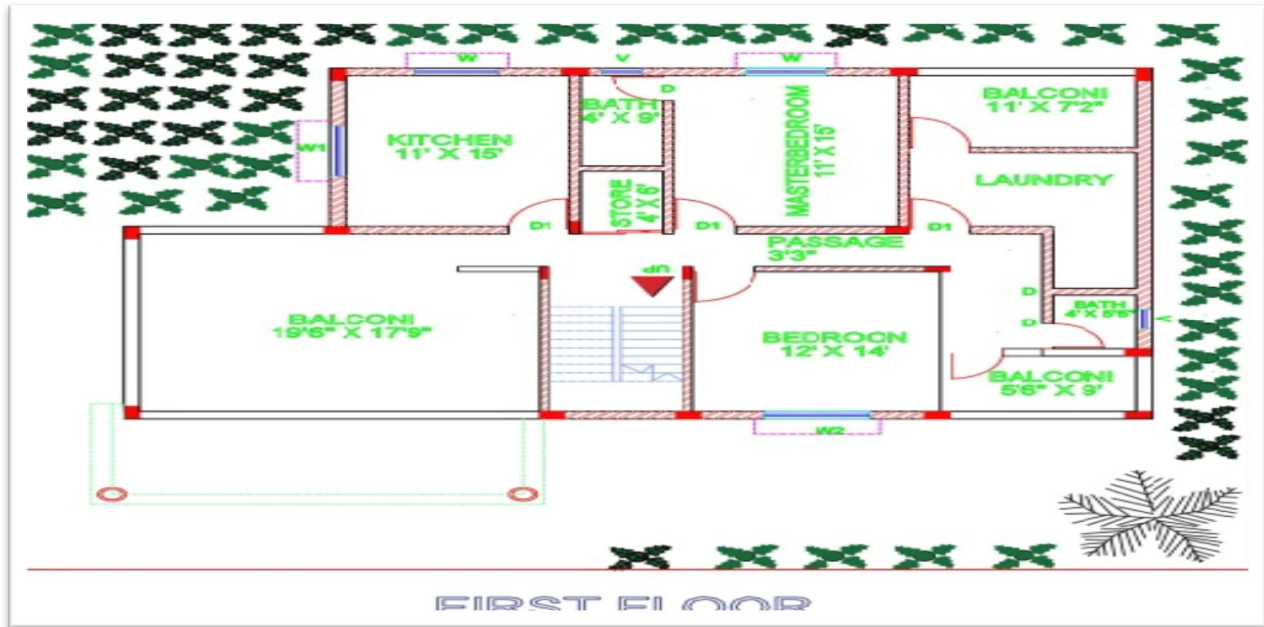 W
V
W
D
BATH
4' X 9'
KITCHEN
11' X 15'
W1
MASTERBEDROOM
11' X 15'
BALCONI
11' X 7'2"
STORE
4' X 6'
LAUNDRY
D1
D1
D1
PASSAGE
3'3"
UP
BALCONI
19'6" X 17'9"
BEDROON
12' X 14'
D
D
BATH
4' X 5'6"
V
BALCONI
5'6" X 9'
W2
FIRST FLOOR